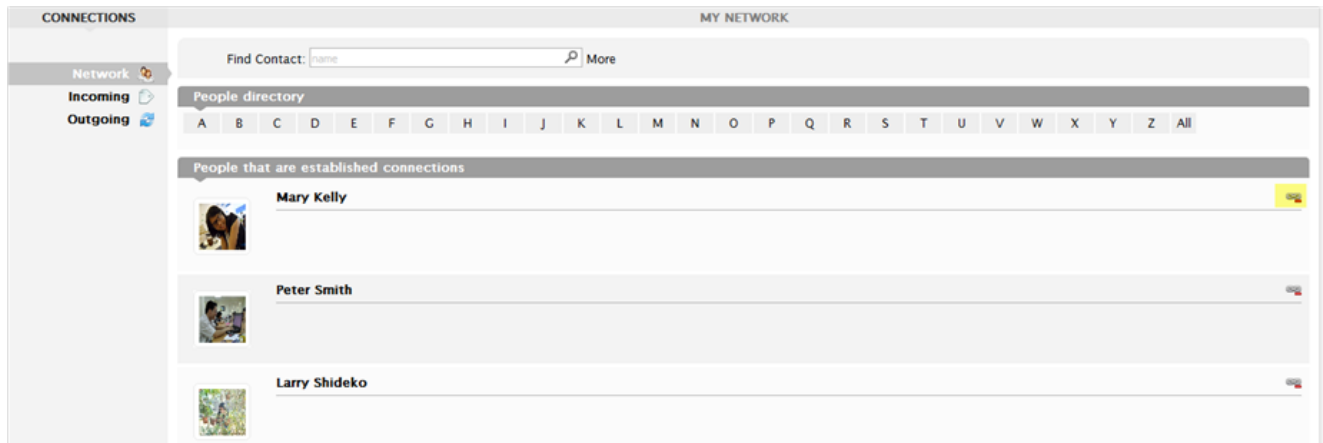 CONNECTIONS
MY NETWORK
Find Contact: name More
Network
Incoming
Outgoing
People directory
A B C D E F G H I J K L M N O P Q R S T U V W X Y Z All
People that are established connections
Mary Kelly
Peter Smith
Larry Shideko